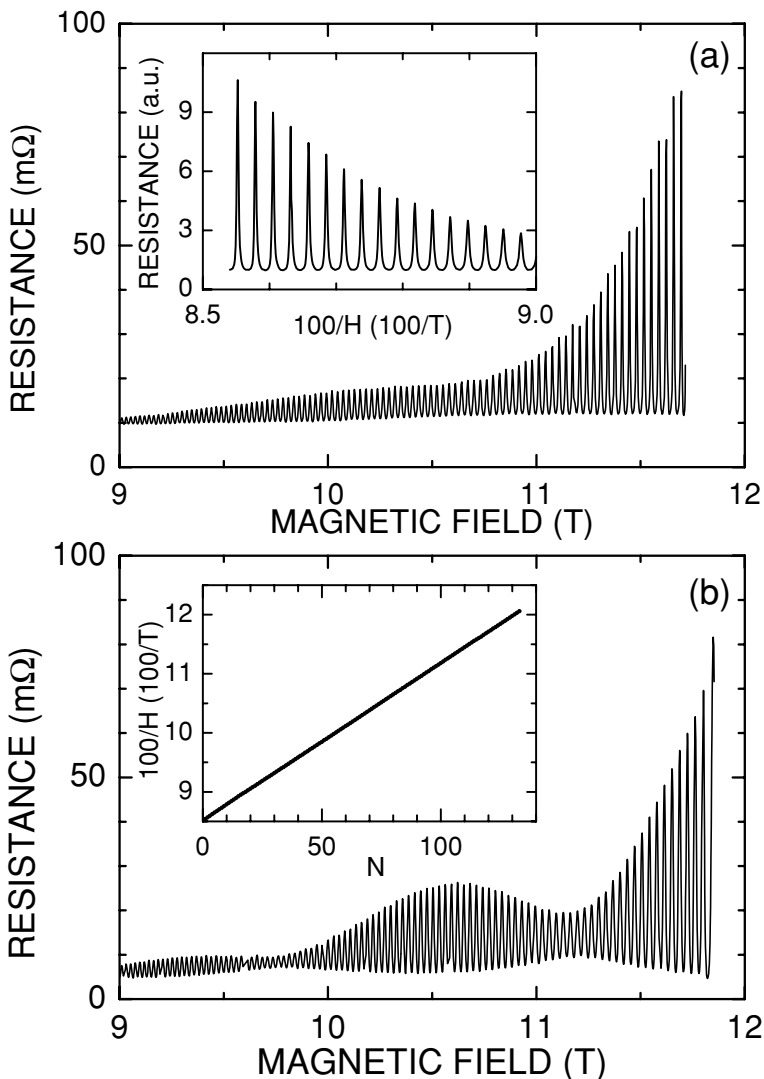 100
(a)
RESISTANCE (mΩ)
50
0
9
10
11
12
MAGNETIC FIELD (T)
RESISTANCE (a.u.)
9
6
3
0
8.5
9.0
100/H (100/T)
100
(b)
RESISTANCE (mΩ)
50
0
9
10
11
12
MAGNETIC FIELD (T)
100/H (100/T)
12
11
10
9
0
50
100
N